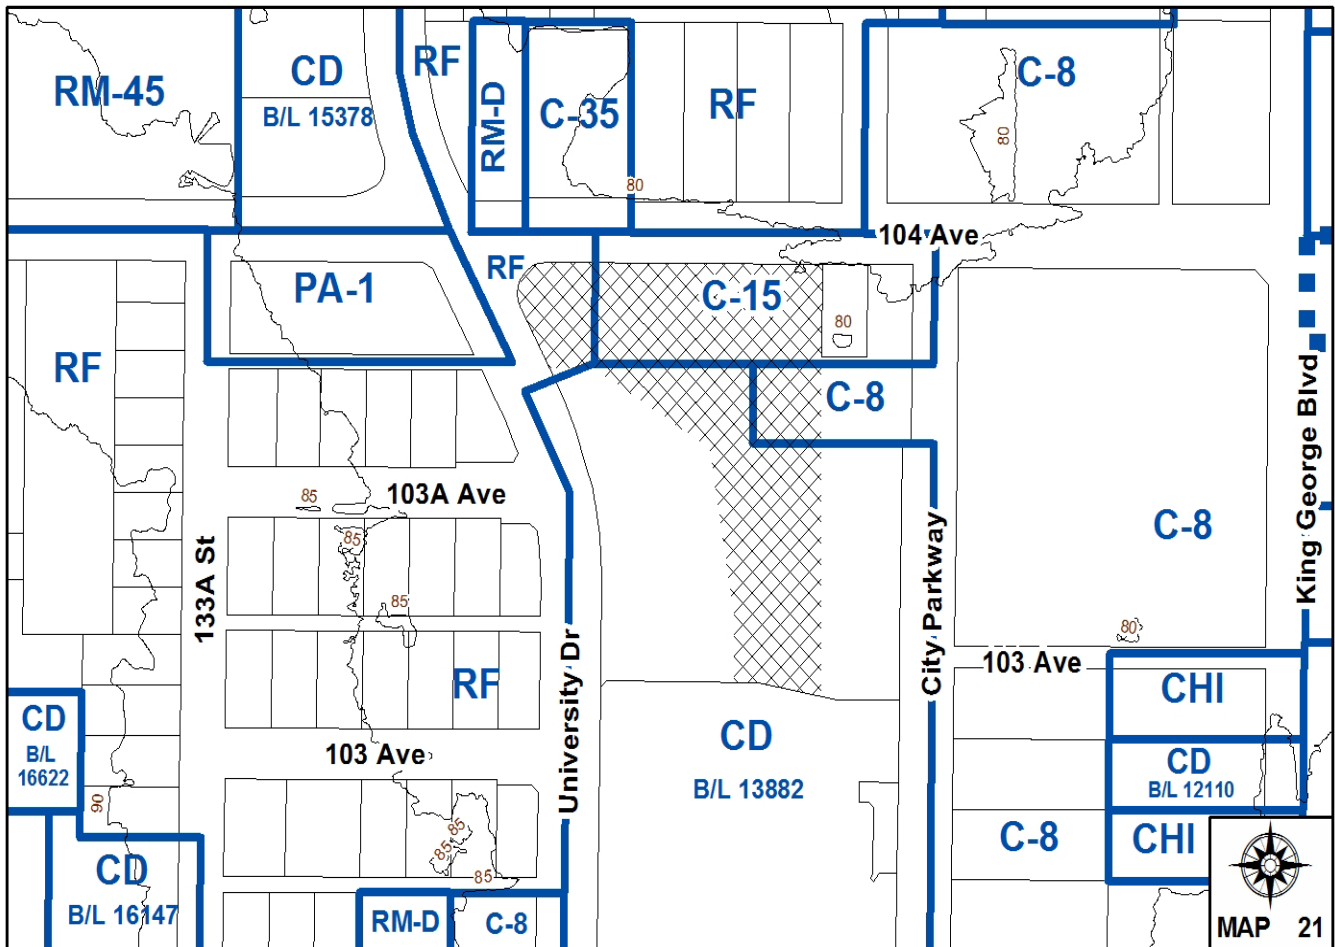 RM-45
CD
B/L 15378
RF
RM-D
C-35
RF
C-8
80
80
104 Ave
PA-1
RF
C-15
80
RF
C-8
King George Blvd
85
103A Ave
85
C-8
133A St
85
City Parkway
80
103 Ave
University Dr
RF
CHI
CD
B/L
16622
103 Ave
CD
B/L 13882
CD
B/L 12110
90
85
85
85
C-8
CHI
CD
B/L 16147
RM-D
C-8
MAP 21